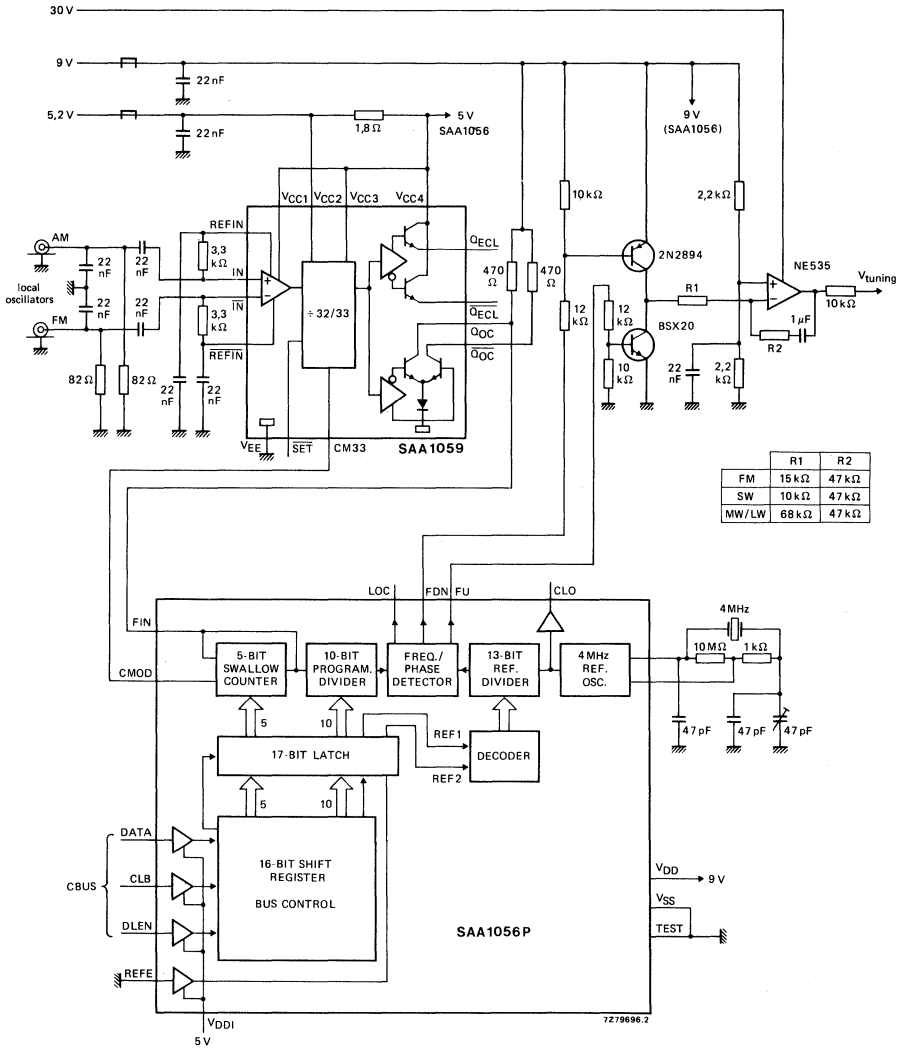 30 V
9 V
22 nF
5,2 V
22 nF
1,8 Ω
5 V
SAA1056
9 V
(SAA1056)
VCC1
VCC2
VCC3
VCC4
REFIN
AM
22 nF
22 nF
3,3 kΩ
IN
local oscillators
22 nF
22 nF
FM
IN
3,3 kΩ
REFIN
82 Ω
82 Ω
22 nF
22 nF
+
−
÷ 32/33
QECL
QECL
QOC
QOC
470 Ω
470 Ω
VEE
SET
CM33
SAA1059
10 kΩ
12 kΩ
12 kΩ
10 kΩ
2N2894
BSX20
R1
2,2 kΩ
22 nF
2,2 kΩ
NE535
+
−
1 µF
R2
10 kΩ
Vtuning
R1 R2
FM 15 kΩ 47 kΩ
SW 10 kΩ 47 kΩ
MW/LW 68 kΩ 47 kΩ
LOC
FDN
FU
CLO
FIN
CMOD
5-BIT SWALLOW COUNTER
10-BIT PROGRAM. DIVIDER
FREQ./ PHASE DETECTOR
13-BIT REF. DIVIDER
4 MHz REF. OSC.
4 MHz
10 MΩ
1 kΩ
47 pF
47 pF
47 pF
5
10
REF1
REF2
17-BIT LATCH
DECODER
5
10
DATA
CLB
CBUS
DLEN
REFE
16-BIT SHIFT REGISTER
BUS CONTROL
SAA1056P
VDD
9 V
VSS
TEST
VDDI
5 V
7Z79696.2